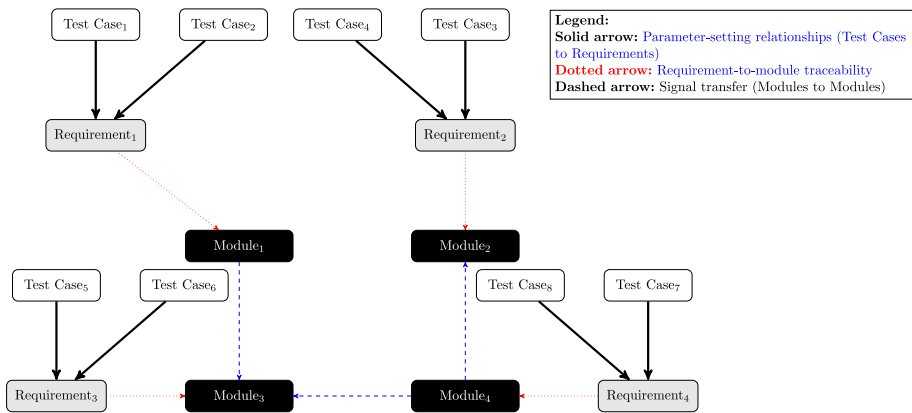 Test Case₁
Test Case₂
Test Case₄
Test Case₃
Legend:
Solid arrow: Parameter-setting relationships (Test Cases
to Requirements)
Dotted arrow: Requirement-to-module traceability
Dashed arrow: Signal transfer (Modules to Modules)
Requirement₁
Requirement₂
Module₁
Module₂
Test Case₅
Test Case₆
Test Case₈
Test Case₇
Requirement₃
Module₃
Module₄
Requirement₄